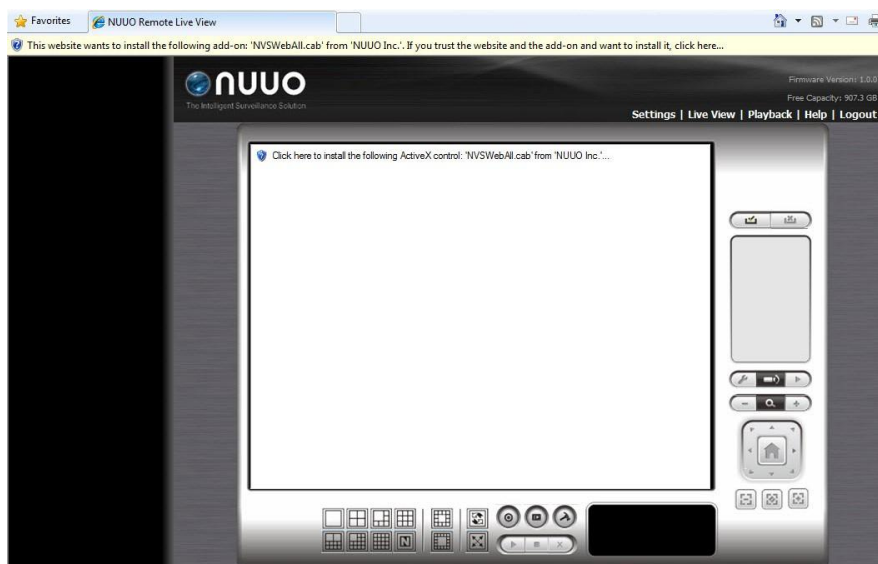 Favorites
NUUO Remote Live View
This website wants to install the following add-on: 'NVSWebAll.cab' from 'NUUO Inc.'. If you trust the website and the add-on and want to install it, click here...
nuuo
The Intelligent Surveillance Solution
Firmware Version: 1.0.0
Free Capacity: 907.3 GB
Settings | Live View | Playback | Help | Logout
Click here to install the following ActiveX control: 'NVSWebAll.cab' from 'NUUO Inc.'...
N